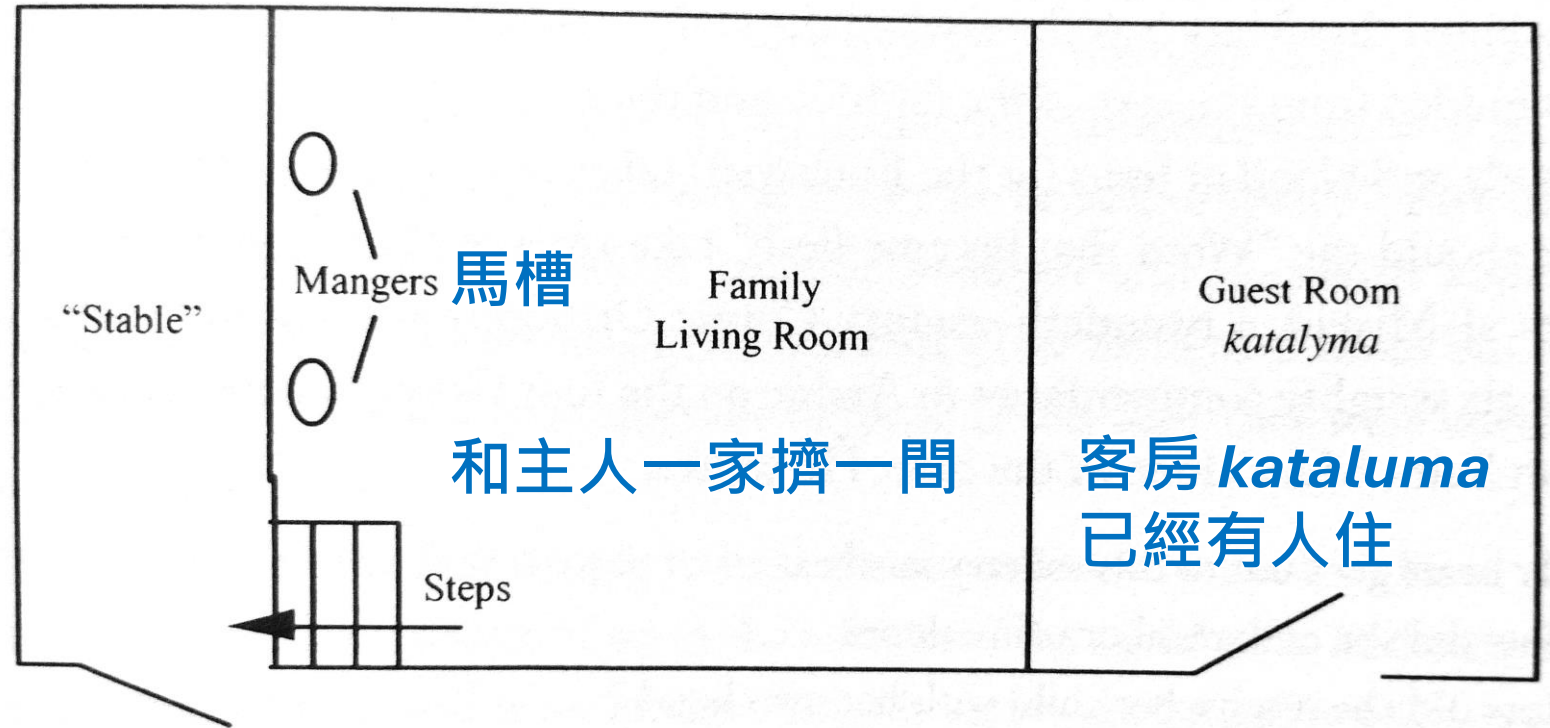 “Stable”
Mangers 馬槽
Family
Living Room
和主人一家擠一間
Steps
Guest Room
katalyma
客房 kataluma
已經有人住